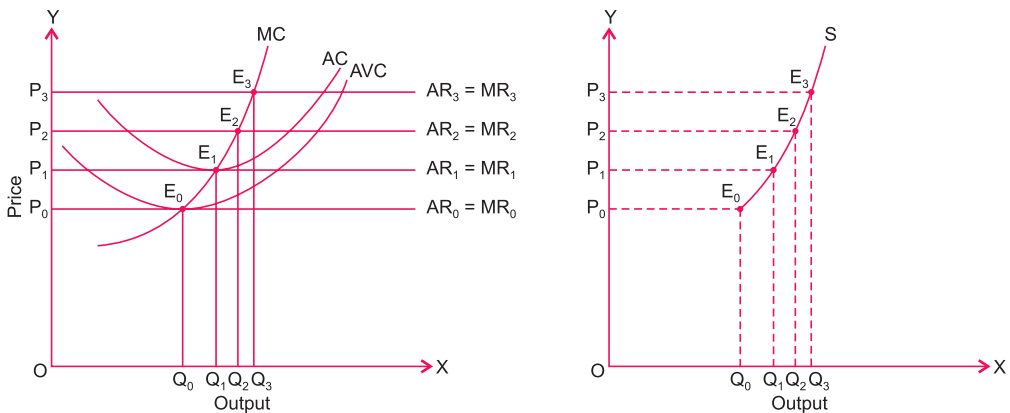 Y
MC
AC
AVC
P₃
E₃
AR₃ = MR₃
P₂
E₂
AR₂ = MR₂
P₁
E₁
AR₁ = MR₁
P₀
E₀
AR₀ = MR₀
Price
O
X
Q₀ Q₁ Q₂ Q₃
Output
Y
S
P₃
E₃
P₂
E₂
P₁
E₁
P₀
E₀
O
X
Q₀ Q₁ Q₂ Q₃
Output